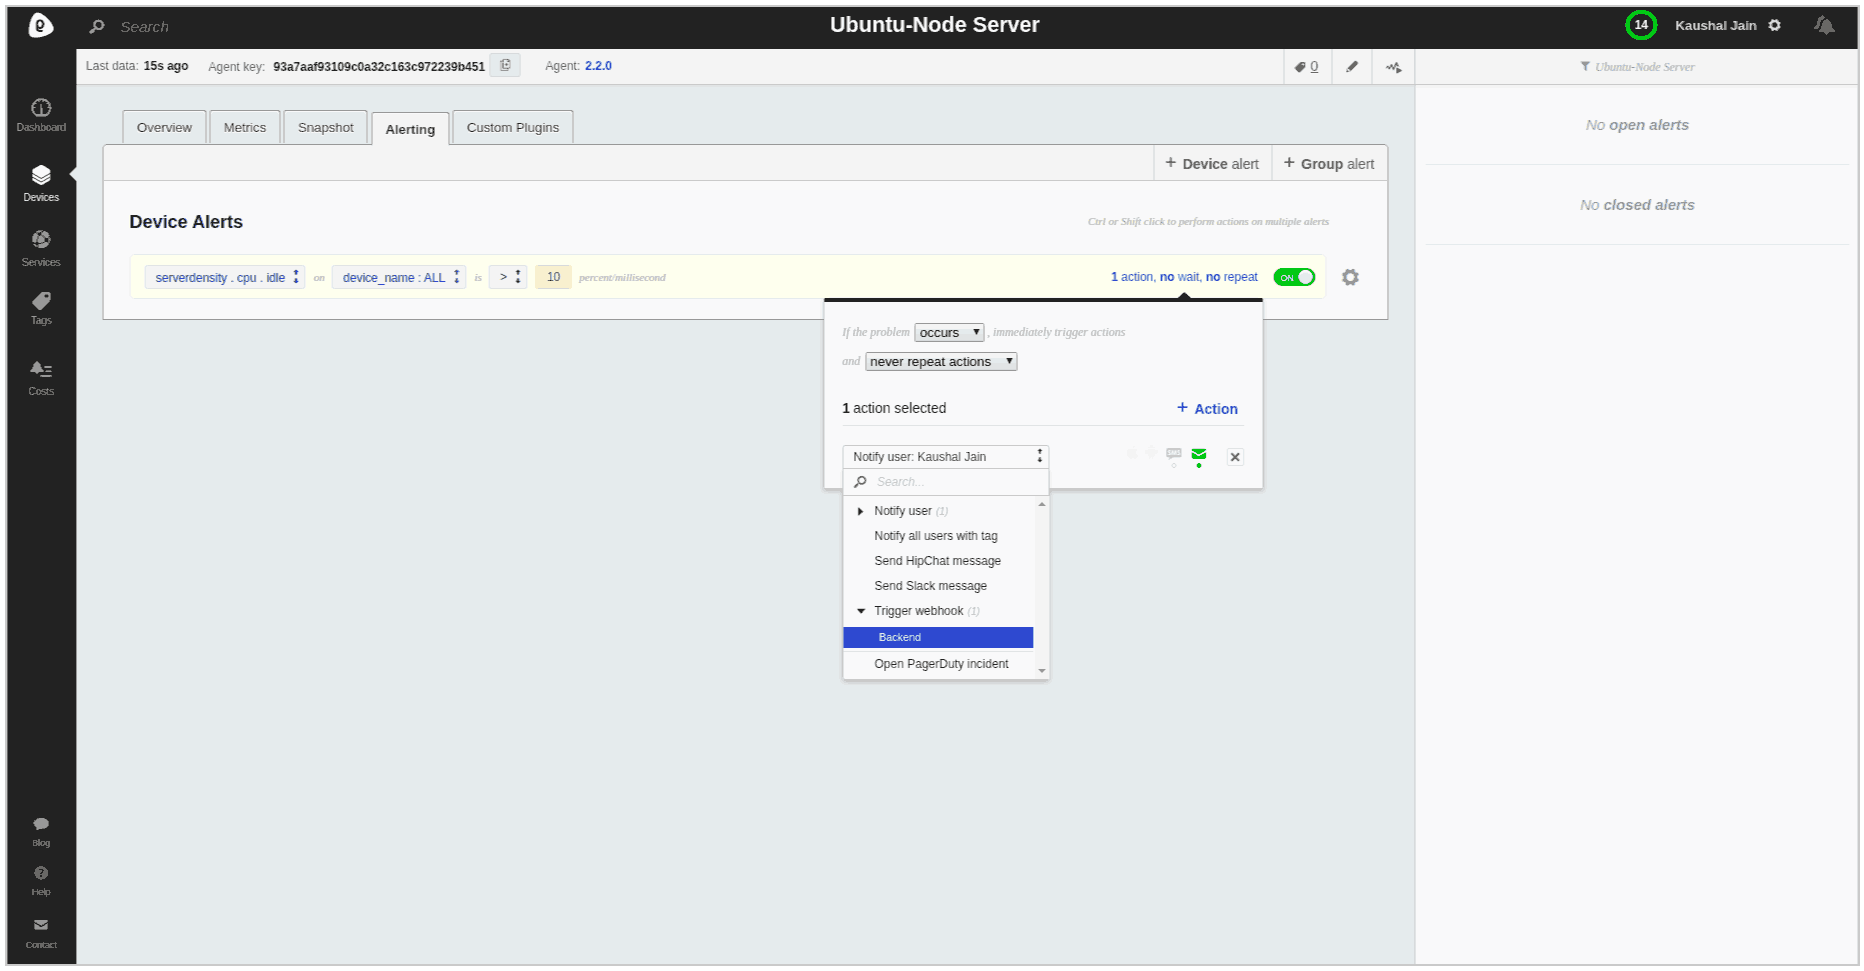 Search
Ubuntu-Node Server
14
Kaushal Jain
Last data: 15s ago
Agent key: 93a7aaf93109c0a32c163c972239b451
Agent: 2.2.0
0
Ubuntu-Node Server
Dashboard
Devices
Services
Tags
Costs
Blog
Help
Contact
Overview
Metrics
Snapshot
Alerting
Custom Plugins
+ Device alert
+ Group alert
Device Alerts
Ctrl or Shift click to perform actions on multiple alerts
serverdensity . cpu . idle on device_name : ALL is > 10 percent/millisecond
1 action, no wait, no repeat
ON
If the problem occurs , immediately trigger actions
and never repeat actions
1 action selected
+ Action
Notify user: Kaushal Jain
SMS
Search...
Notify user (1)
Notify all users with tag
Send HipChat message
Send Slack message
Trigger webhook (1)
Backend
Open PagerDuty incident
No open alerts
No closed alerts